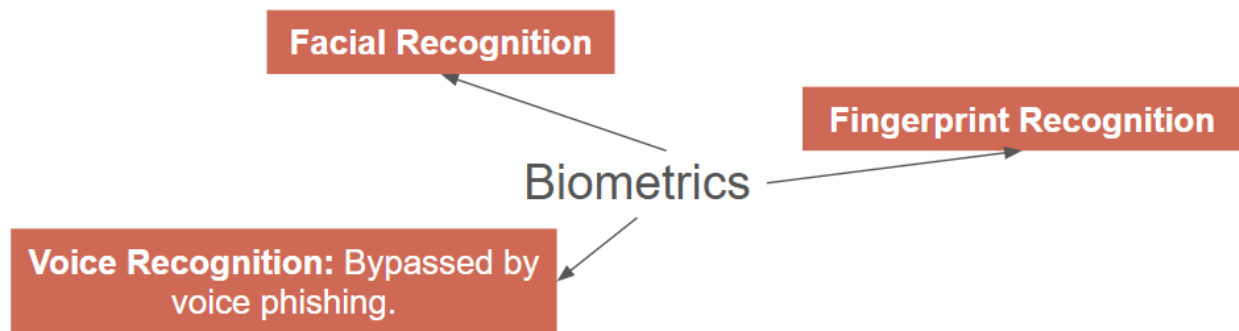 Facial Recognition
Fingerprint Recognition
Biometrics
Voice Recognition: Bypassed by
voice phishing.